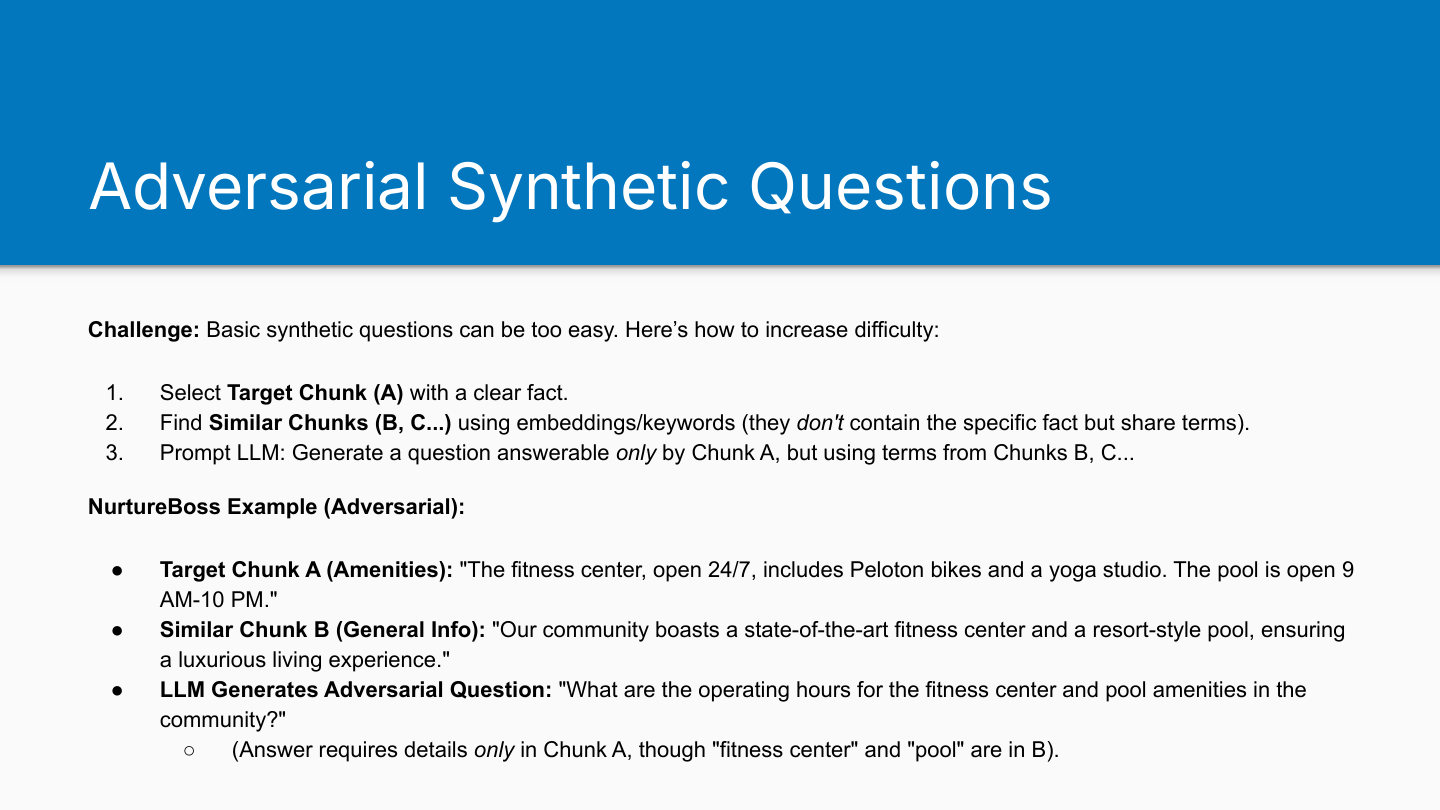 Adversarial Synthetic Questions
Challenge: Basic synthetic questions can be too easy. Here’s how to increase difficulty:
1. Select Target Chunk (A) with a clear fact.
2. Find Similar Chunks (B, C...) using embeddings/keywords (they don't contain the specific fact but share terms).
3. Prompt LLM: Generate a question answerable only by Chunk A, but using terms from Chunks B, C...
NurtureBoss Example (Adversarial):
● Target Chunk A (Amenities): "The fitness center, open 24/7, includes Peloton bikes and a yoga studio. The pool is open 9
AM-10 PM."
● Similar Chunk B (General Info): "Our community boasts a state-of-the-art fitness center and a resort-style pool, ensuring
a luxurious living experience."
● LLM Generates Adversarial Question: "What are the operating hours for the fitness center and pool amenities in the
community?"
○ (Answer requires details only in Chunk A, though "fitness center" and "pool" are in B).